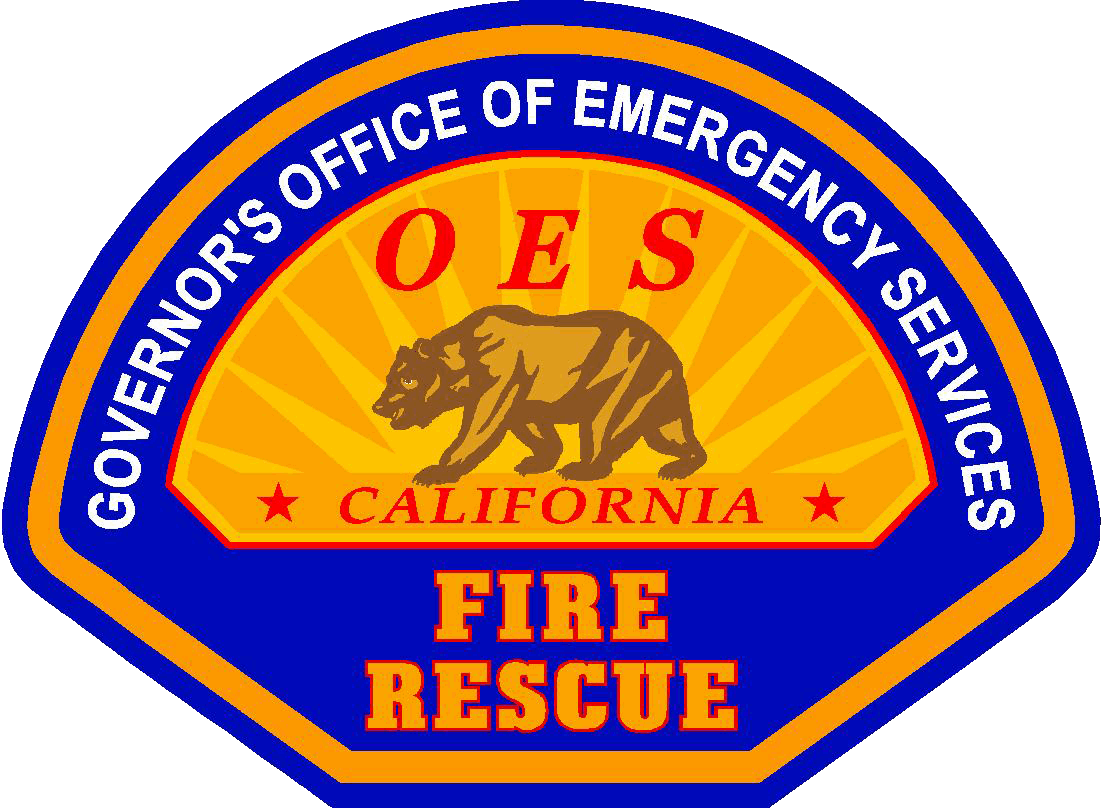 GOVERNOR'S OFFICE OF EMERGENCY SERVICES
OES
CALIFORNIA
FIRE
RESCUE